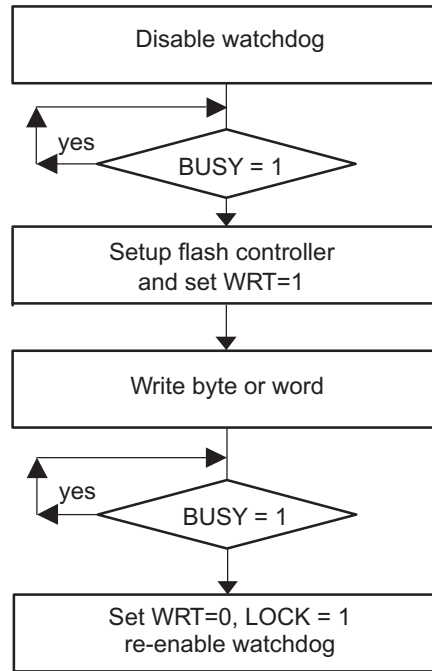 Disable watchdog
yes
BUSY = 1
Setup flash controller
and set WRT=1
Write byte or word
yes
BUSY = 1
Set WRT=0, LOCK = 1
re-enable watchdog